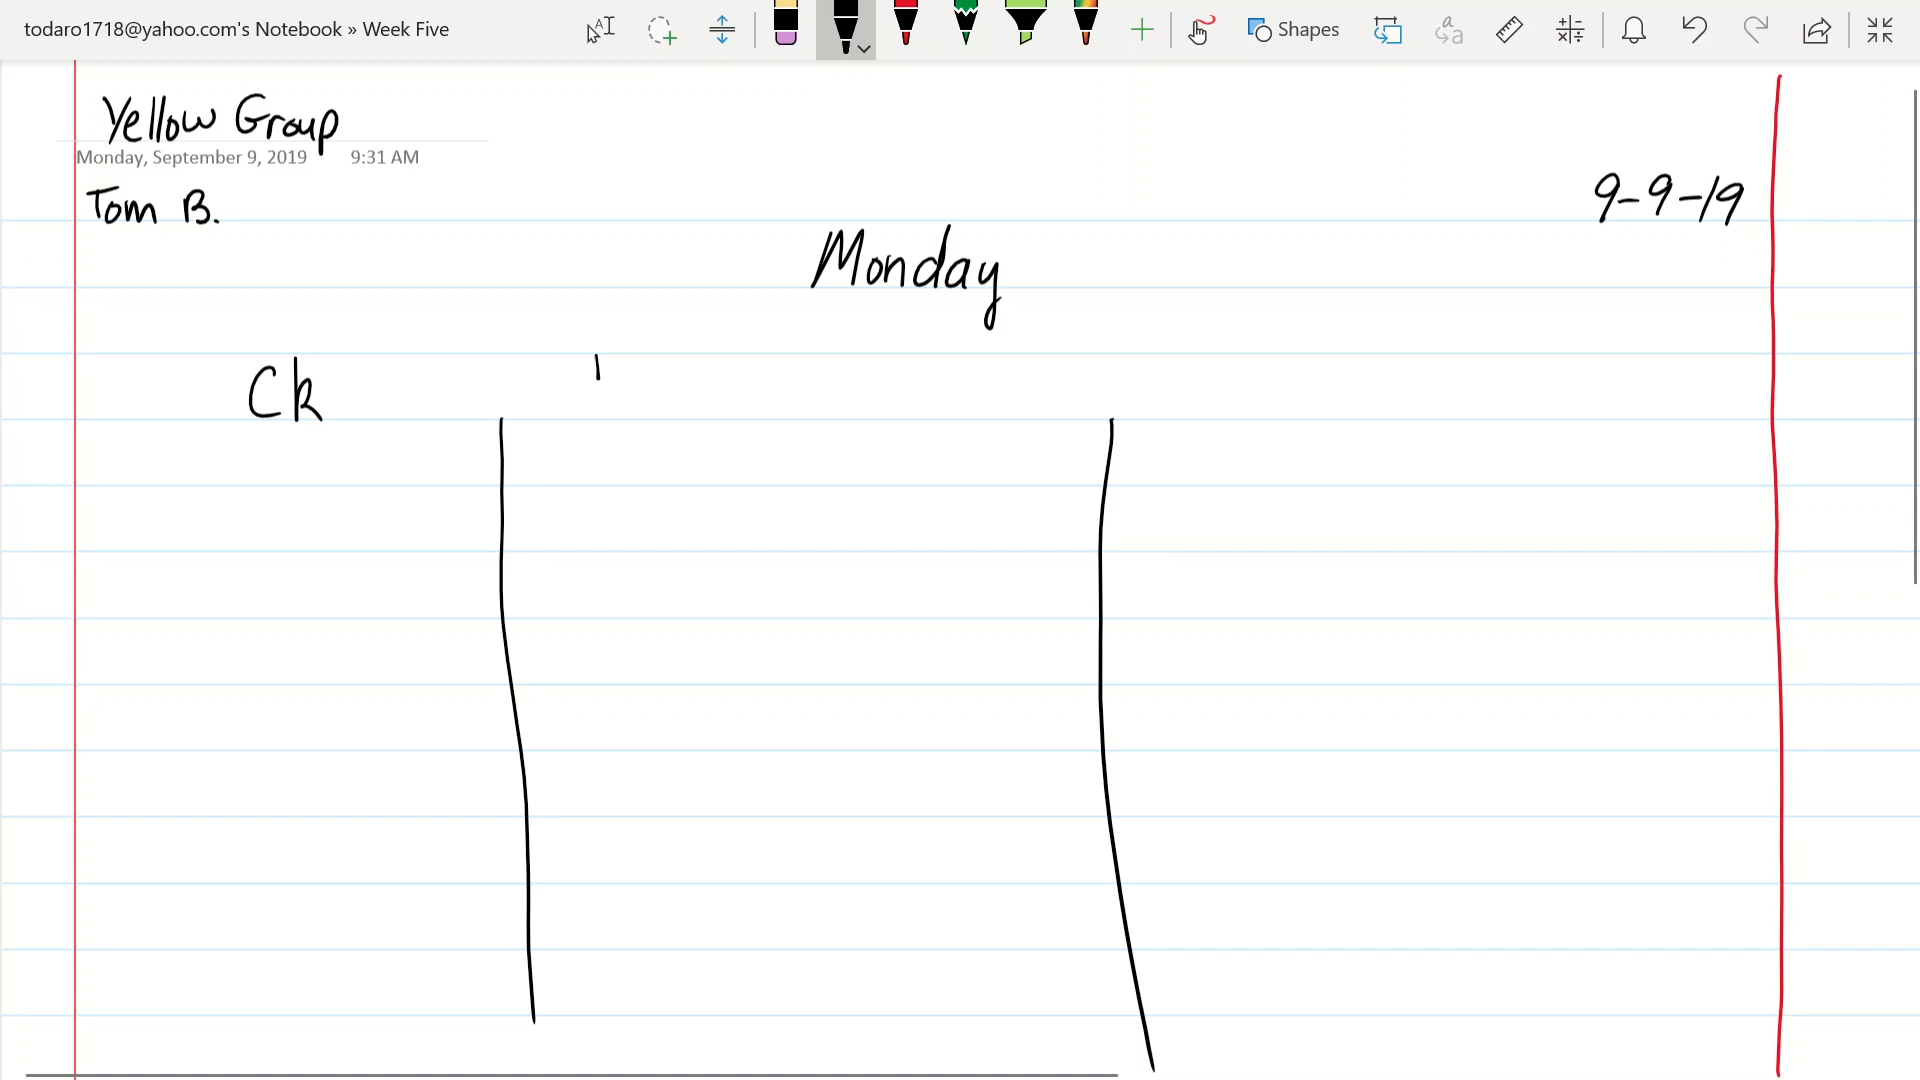 todaro1718@yahoo.com's Notebook » Week Five
Shapes
Yellow Group
Monday, September 9, 2019 9:31 AM
Tom B.
9-9-19
Monday
Ck